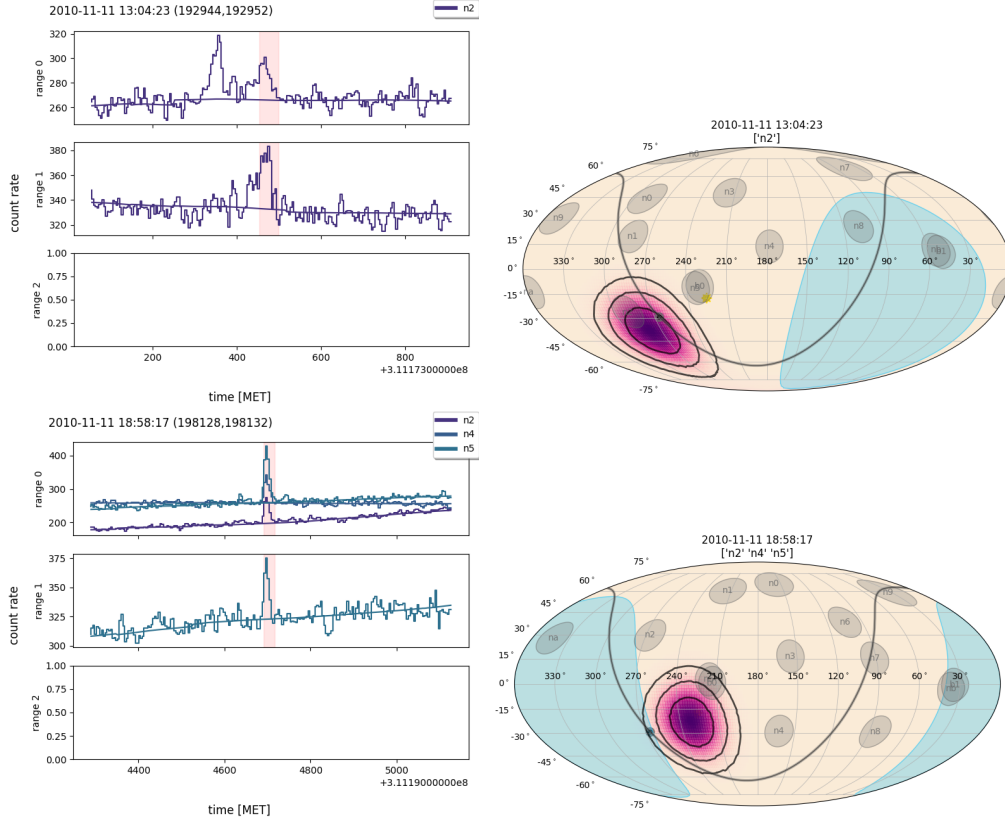 2010-11-11 13:04:23 (192944,192952)
n2
320
300
280
260
range 0
380
360
340
320
range 1
count rate
1.00
0.75
0.50
0.25
0.00
range 2
200
400
600
800
+3.1117300000e8
time [MET]
2010-11-11 13:04:23
['n2']
75°
60°
45°
30°
15°
0°
-15°
-30°
-45°
-60°
-75°
330°
300°
270°
240°
210°
180°
150°
120°
90°
60°
30°
n6
n7
n0
n3
n9
n1
n4
n8
b0
na
2010-11-11 18:58:17 (198128,198132)
n2
n4
n5
400
300
200
range 0
375
350
325
300
range 1
count rate
1.00
0.75
0.50
0.25
0.00
range 2
4400
4600
4800
5000
+3.1119000000e8
time [MET]
2010-11-11 18:58:17
['n2' 'n4' 'n5']
75°
60°
45°
30°
15°
0°
-15°
-30°
-45°
-60°
-75°
330°
300°
270°
240°
210°
180°
150°
120°
90°
60°
30°
n1
n0
n9
na
n2
n6
n3
n7
b1
n4
n8